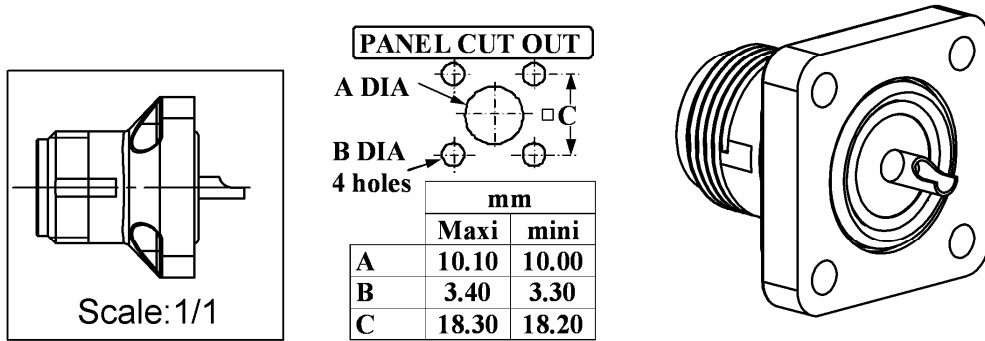 Scale:1/1
PANEL CUT OUT
A DIA
□C
B DIA
4 holes
mm
Maxi mini
A 10.10 10.00
B 3.40 3.30
C 18.30 18.20